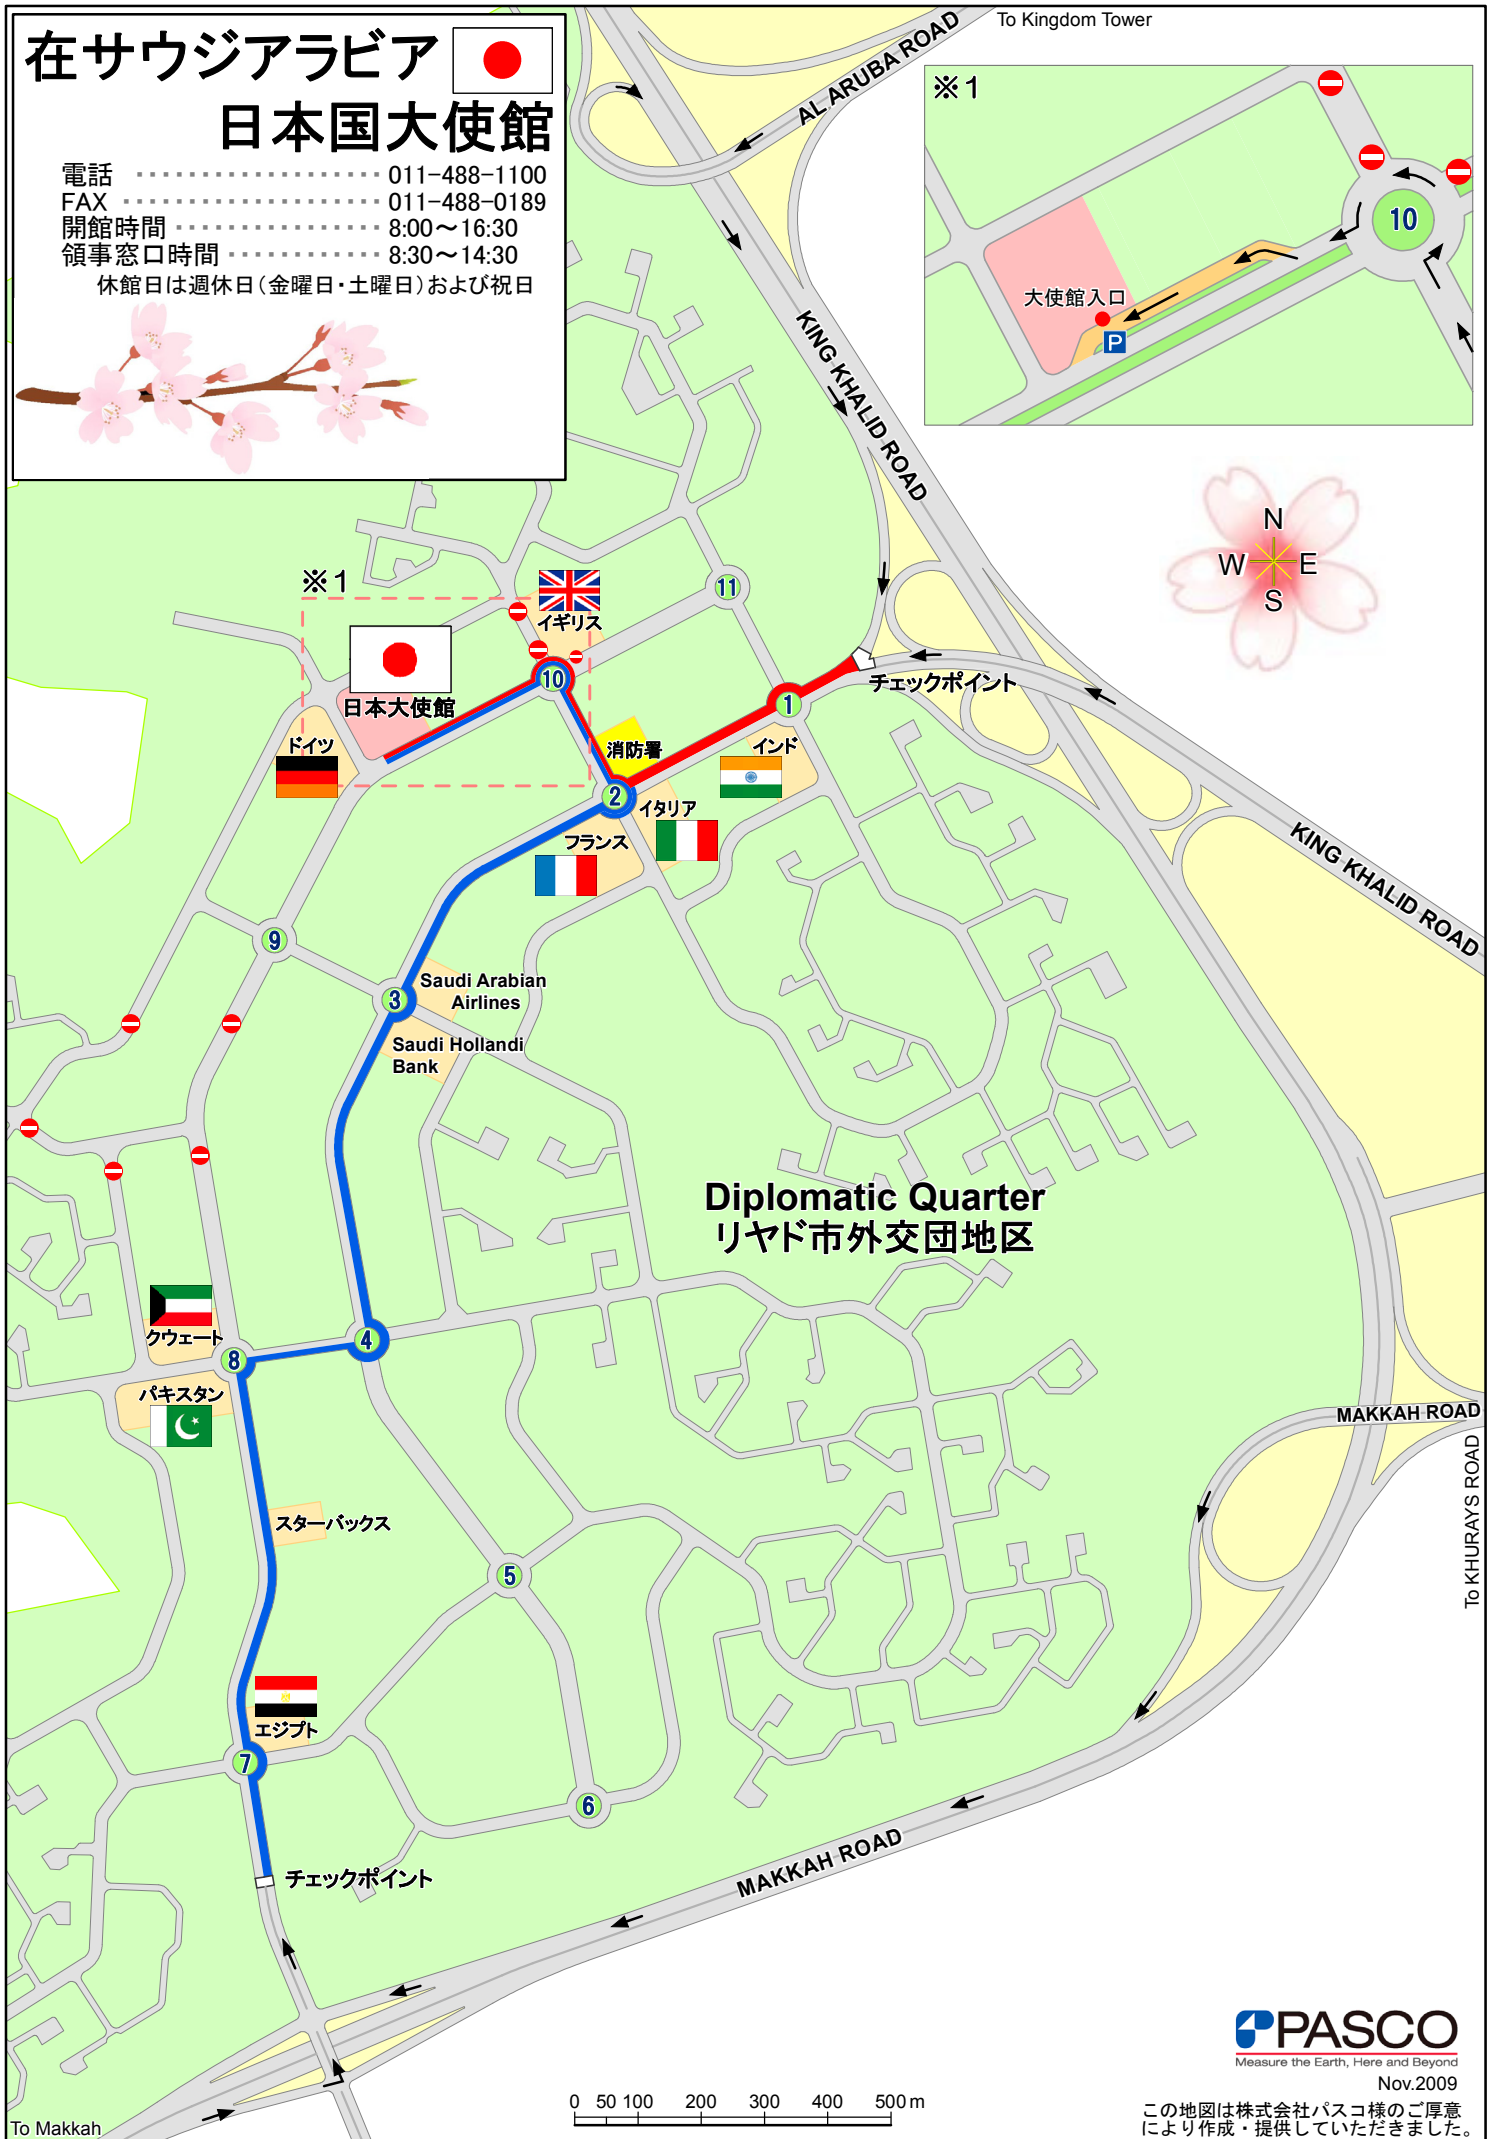 在サウジアラビア
日本国大使館
電話 ・・・・・・・・・・・・・・・・・・ 011-488-1100
FAX ・・・・・・・・・・・・・・・・・・・ 011-488-0189
開館時間 ・・・・・・・・・・・・・・ 8:00～16:30
領事窓口時間 ・・・・・・・・・・ 8:30～14:30
休館日は週休日（金曜日・土曜日）および祝日
To Kingdom Tower
AL ARUBA ROAD
※1
10
大使館入口
P
KING KHALID ROAD
N
W E
S
※1
11
イギリス
10
チェックポイント
1
日本大使館
ドイツ
消防署
インド
2
イタリア
フランス
KING KHALID ROAD
9
3
Saudi Arabian
Airlines
Saudi Hollandi
Bank
Diplomatic Quarter
リヤド市外交団地区
クウェート
4
8
パキスタン
MAKKAH ROAD
To KHURAYS ROAD
スターバックス
5
エジプト
7
6
チェックポイント
MAKKAH ROAD
PASCO
Measure the Earth, Here and Beyond
Nov.2009
0 50 100 200 300 400 500 m
この地図は株式会社パスコ様のご厚意
により作成・提供していただきました。
To Makkah